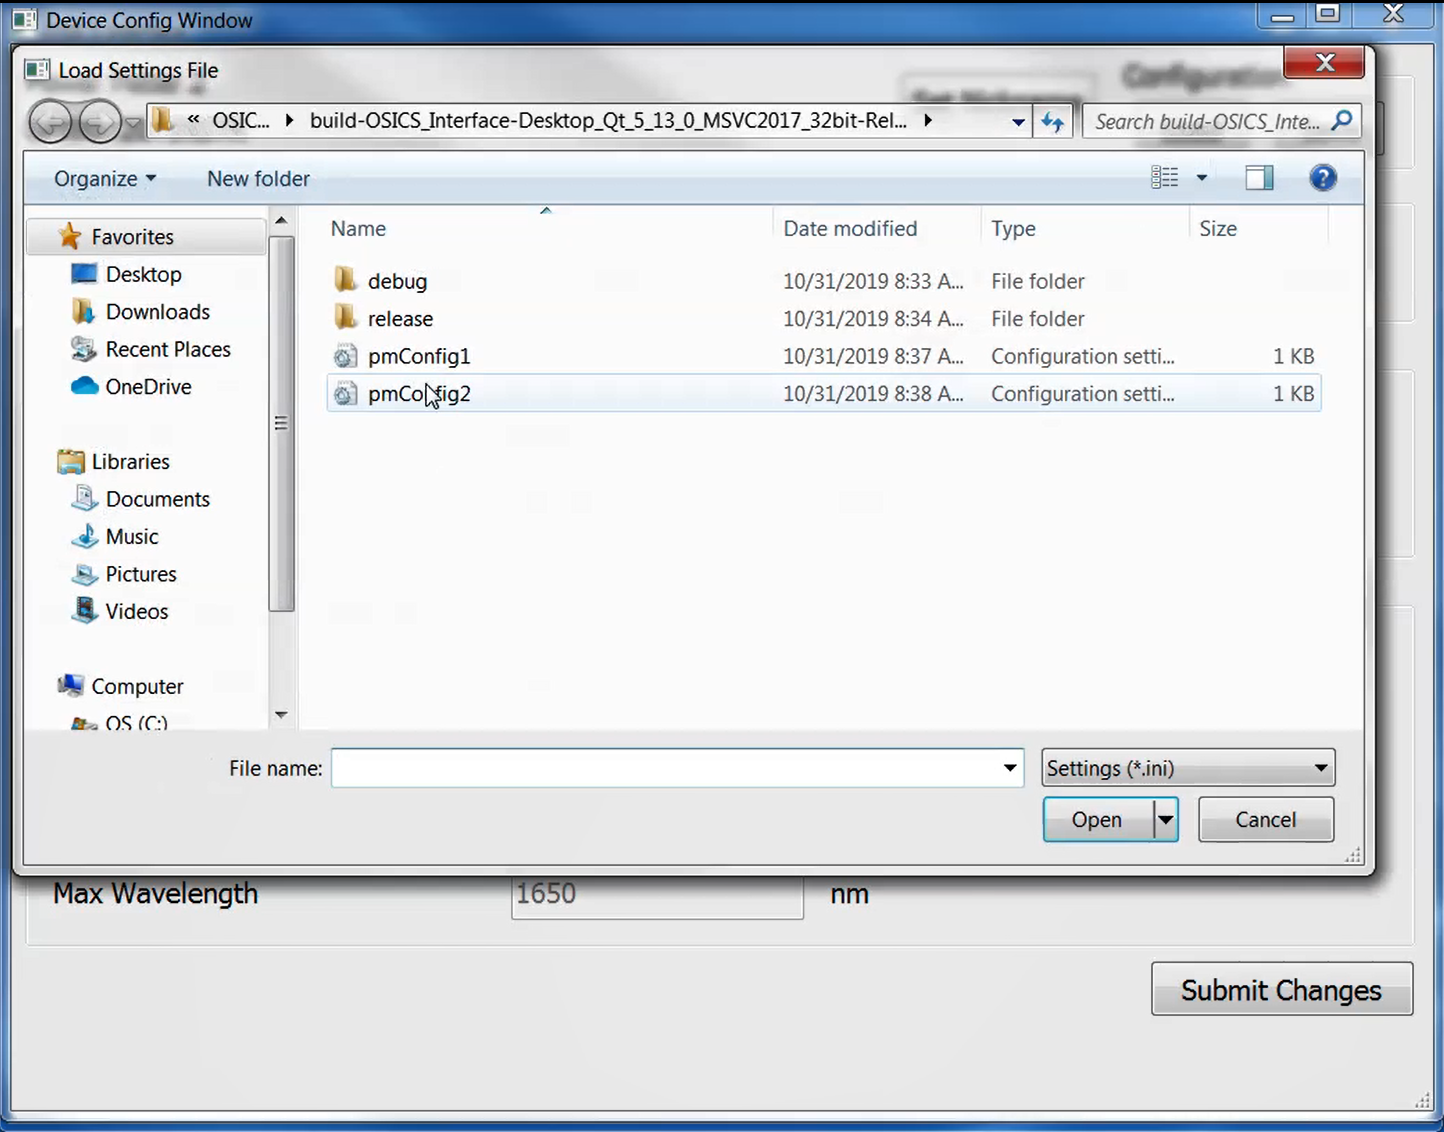 Device Config Window
Load Settings File
« OSIC... build-OSICS_Interface-Desktop_Qt_5_13_0_MSVC2017_32bit-Rel...
Search build-OSICS_Inte...
Organize New folder
Favorites
Desktop
Downloads
Recent Places
OneDrive
Libraries
Documents
Music
Pictures
Videos
Computer
OS (C:)
Name Date modified Type Size
debug 10/31/2019 8:33 A... File folder
release 10/31/2019 8:34 A... File folder
pmConfig1 10/31/2019 8:37 A... Configuration setti... 1 KB
pmConfig2 10/31/2019 8:38 A... Configuration setti... 1 KB
File name: Settings (*.ini)
Open Cancel
Max Wavelength 1650 nm
Submit Changes